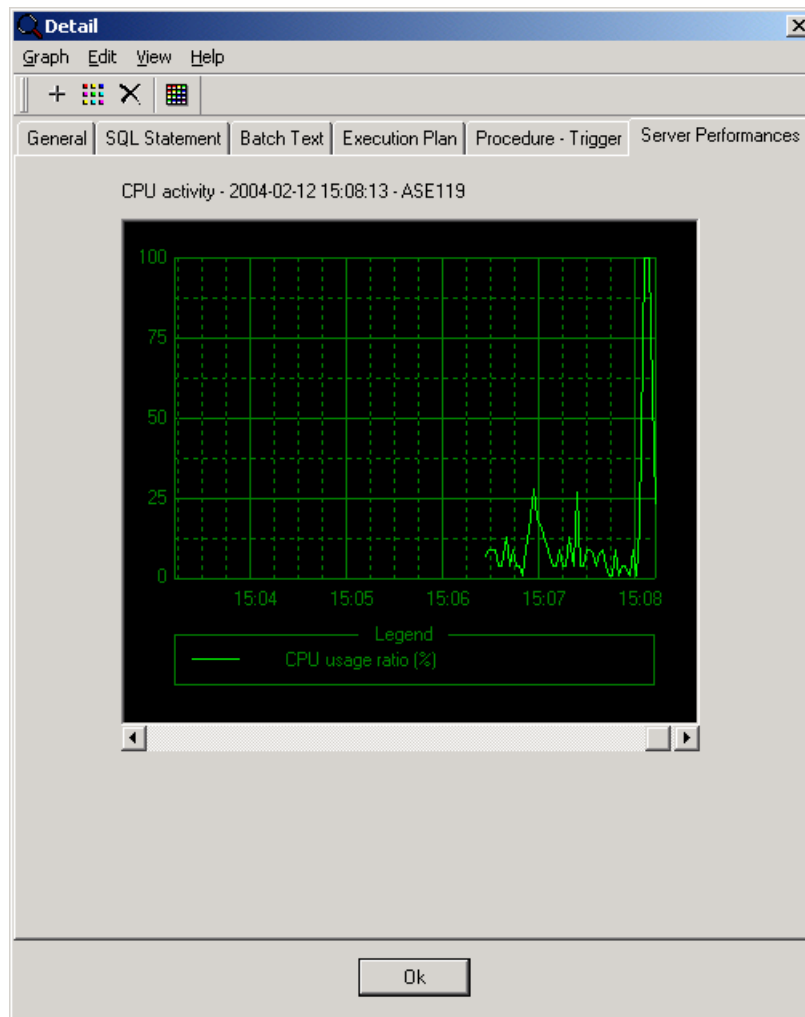 Detail
Graph Edit View Help
General SQL Statement Batch Text Execution Plan Procedure - Trigger Server Performances
CPU activity - 2004-02-12 15:08:13 - ASE119
100
75
50
25
0
15:04 15:05 15:06 15:07 15:08
Legend
CPU usage ratio (%)
Ok